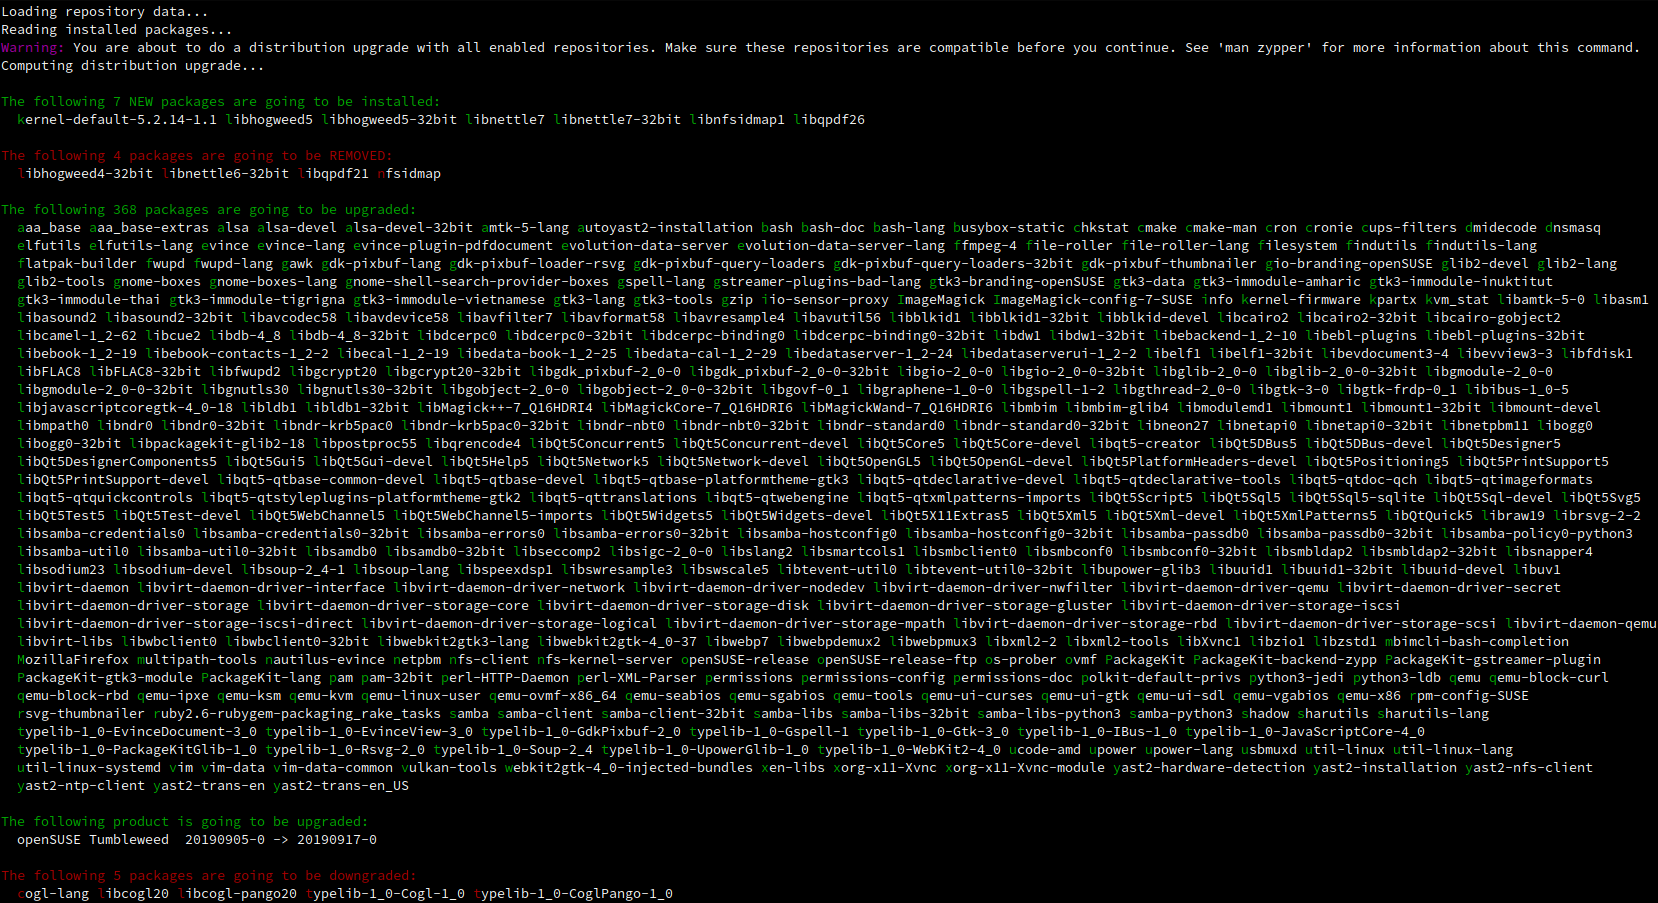 Loading repository data...
Reading installed packages...
Warning: You are about to do a distribution upgrade with all enabled repositories. Make sure these repositories are compatible before you continue. See 'man zypper' for more information about this command.
Computing distribution upgrade...
The following 7 NEW packages are going to be installed:
kernel-default-5.2.14-1.1 libhogweed5 libhogweed5-32bit libnettle7 libnettle7-32bit libnfsidmap1 libqpdf26
The following 4 packages are going to be REMOVED:
libhogweed4-32bit libnettle6-32bit libqpdf21 nfsidmap
The following 368 packages are going to be upgraded:
aaa_base aaa_base-extras alsa alsa-devel alsa-devel-32bit amtk-5-lang autoyast2-installation bash bash-doc bash-lang busybox-static chkstat cmake cmake-man cron cronie cups-filters dmidecode dnsmasq
elfutils elfutils-lang evince evince-lang evince-plugin-pdfdocument evolution-data-server evolution-data-server-lang ffmpeg-4 file-roller file-roller-lang filesystem findutils findutils-lang
flatpak-builder fwupd fwupd-lang gawk gdk-pixbuf-lang gdk-pixbuf-loader-rsvg gdk-pixbuf-query-loaders gdk-pixbuf-query-loaders-32bit gdk-pixbuf-thumbnailer gio-branding-openSUSE glib2-devel glib2-lang
glib2-tools gnome-boxes gnome-boxes-lang gnome-shell-search-provider-boxes gspell-lang gstreamer-plugins-bad-lang gtk3-branding-openSUSE gtk3-data gtk3-immodule-amharic gtk3-immodule-inuktitut
gtk3-immodule-thai gtk3-immodule-tigrigna gtk3-immodule-vietnamese gtk3-lang gtk3-tools gzip iio-sensor-proxy ImageMagick ImageMagick-config-7-SUSE info kernel-firmware kpartx kvm_stat libamtk-5-0 libasm1
libasound2 libasound2-32bit libavcodec58 libavdevice58 libavfilter7 libavformat58 libavresample4 libavutil56 libblkid1 libblkid1-32bit libblkid-devel libcairo2 libcairo2-32bit libcairo-gobject2
libcamel-1_2-62 libcue2 libdb-4_8 libdb-4_8-32bit libdcerpc0 libdcerpc0-32bit libdcerpc-binding0 libdcerpc-binding0-32bit libdw1 libdw1-32bit libebackend-1_2-10 libebl-plugins libebl-plugins-32bit
libebook-1_2-19 libebook-contacts-1_2-2 libecal-1_2-19 libedata-book-1_2-25 libedata-cal-1_2-29 libedataserver-1_2-24 libedataserverui-1_2-2 libelf1 libelf1-32bit libevdocument3-4 libevview3-3 libfdisk1
libFLAC8 libFLAC8-32bit libfwupd2 libgcrypt20 libgcrypt20-32bit libgdk_pixbuf-2_0-0 libgdk_pixbuf-2_0-0-32bit libgio-2_0-0 libgio-2_0-0-32bit libglib-2_0-0 libglib-2_0-0-32bit libgmodule-2_0-0
libgmodule-2_0-0-32bit libgnutls30 libgnutls30-32bit libgobject-2_0-0 libgobject-2_0-0-32bit libgovf-0_1 libgraphene-1_0-0 libgspell-1-2 libgthread-2_0-0 libgtk-3-0 libgtk-frdp-0_1 libibus-1_0-5
libjavascriptcoregtk-4_0-18 libldb1 libldb1-32bit libMagick++-7_Q16HDRI4 libMagickCore-7_Q16HDRI6 libMagickWand-7_Q16HDRI6 libmbim libmbim-glib4 libmodulemd1 libmount1 libmount1-32bit libmount-devel
libmpath0 libndr0 libndr0-32bit libndr-krb5pac0 libndr-krb5pac0-32bit libndr-nbt0 libndr-nbt0-32bit libndr-standard0 libndr-standard0-32bit libneon27 libnetapi0 libnetapi0-32bit libnetpbm11 libogg0
libogg0-32bit libpackagekit-glib2-18 libpostproc55 libqrencode4 libQt5Concurrent5 libQt5Concurrent-devel libQt5Core5 libQt5Core-devel libqt5-creator libQt5DBus5 libQt5DBus-devel libQt5Designer5
libQt5DesignerComponents5 libQt5Gui5 libQt5Gui-devel libQt5Help5 libQt5Network5 libQt5Network-devel libQt5OpenGL5 libQt5OpenGL-devel libQt5PlatformHeaders-devel libQt5Positioning5 libQt5PrintSupport5
libQt5PrintSupport-devel libqt5-qtbase-common-devel libqt5-qtbase-devel libqt5-qtbase-platformtheme-gtk3 libqt5-qtdeclarative-devel libqt5-qtdeclarative-tools libqt5-qtdoc-qch libqt5-qtimageformats
libqt5-qtquickcontrols libqt5-qtstyleplugins-platformtheme-gtk2 libqt5-qttranslations libqt5-qtwebengine libqt5-qtxmlpatterns-imports libQt5Script5 libQt5Sql5 libQt5Sql5-sqlite libQt5Sql-devel libQt5Svg5
libQt5Test5 libQt5Test-devel libQt5WebChannel5 libQt5WebChannel5-imports libQt5Widgets5 libQt5Widgets-devel libQt5X11Extras5 libQt5Xml5 libQt5Xml-devel libQt5XmlPatterns5 libQtQuick5 libraw19 librsvg-2-2
libsamba-credentials0 libsamba-credentials0-32bit libsamba-errors0 libsamba-errors0-32bit libsamba-hostconfig0 libsamba-hostconfig0-32bit libsamba-passdb0 libsamba-passdb0-32bit libsamba-policy0-python3
libsamba-util0 libsamba-util0-32bit libsamdb0 libsamdb0-32bit libseccomp2 libsigc-2_0-0 libslang2 libsmartcols1 libsmbclient0 libsmbconf0 libsmbconf0-32bit libsmbldap2 libsmbldap2-32bit libsnapper4
libsodium23 libsodium-devel libsoup-2_4-1 libsoup-lang libspeexdsp1 libswresample3 libswscale5 libtevent-util0 libtevent-util0-32bit libupower-glib3 libuuid1 libuuid1-32bit libuuid-devel libuv1
libvirt-daemon libvirt-daemon-driver-interface libvirt-daemon-driver-network libvirt-daemon-driver-nodedev libvirt-daemon-driver-nwfilter libvirt-daemon-driver-qemu libvirt-daemon-driver-secret
libvirt-daemon-driver-storage libvirt-daemon-driver-storage-core libvirt-daemon-driver-storage-disk libvirt-daemon-driver-storage-gluster libvirt-daemon-driver-storage-iscsi
libvirt-daemon-driver-storage-iscsi-direct libvirt-daemon-driver-storage-logical libvirt-daemon-driver-storage-mpath libvirt-daemon-driver-storage-rbd libvirt-daemon-driver-storage-scsi libvirt-daemon-qemu
libvirt-libs libwbclient0 libwbclient0-32bit libwebkit2gtk3-lang libwebkit2gtk-4_0-37 libwebp7 libwebpdemux2 libwebpmux3 libxml2-2 libxml2-tools libXvnc1 libzio1 libzstd1 mbimcli-bash-completion
MozillaFirefox multipath-tools nautilus-evince netpbm nfs-client nfs-kernel-server openSUSE-release openSUSE-release-ftp os-prober ovmf PackageKit PackageKit-backend-zypp PackageKit-gstreamer-plugin
PackageKit-gtk3-module PackageKit-lang pam pam-32bit perl-HTTP-Daemon perl-XML-Parser permissions permissions-config permissions-doc polkit-default-privs python3-jedi python3-ldb qemu qemu-block-curl
qemu-block-rbd qemu-ipxe qemu-ksm qemu-kvm qemu-linux-user qemu-ovmf-x86_64 qemu-seabios qemu-sgabios qemu-tools qemu-ui-curses qemu-ui-gtk qemu-ui-sdl qemu-vgabios qemu-x86 rpm-config-SUSE
rsvg-thumbnailer ruby2.6-rubygem-packaging_rake_tasks samba samba-client samba-client-32bit samba-libs samba-libs-32bit samba-libs-python3 samba-python3 shadow sharutils sharutils-lang
typelib-1_0-EvinceDocument-3_0 typelib-1_0-EvinceView-3_0 typelib-1_0-GdkPixbuf-2_0 typelib-1_0-Gspell-1 typelib-1_0-Gtk-3_0 typelib-1_0-IBus-1_0 typelib-1_0-JavaScriptCore-4_0
typelib-1_0-PackageKitGlib-1_0 typelib-1_0-Rsvg-2_0 typelib-1_0-Soup-2_4 typelib-1_0-UpowerGlib-1_0 typelib-1_0-WebKit2-4_0 ucode-amd upower upower-lang usbmuxd util-linux util-linux-lang
util-linux-systemd vim vim-data vim-data-common vulkan-tools webkit2gtk-4_0-injected-bundles xen-libs xorg-x11-Xvnc xorg-x11-Xvnc-module yast2-hardware-detection yast2-installation yast2-nfs-client
yast2-ntp-client yast2-trans-en yast2-trans-en_US
The following product is going to be upgraded:
openSUSE Tumbleweed  20190905-0 -> 20190917-0
The following 5 packages are going to be downgraded:
cogl-lang libcogl20 libcogl-pango20 typelib-1_0-Cogl-1_0 typelib-1_0-CoglPango-1_0